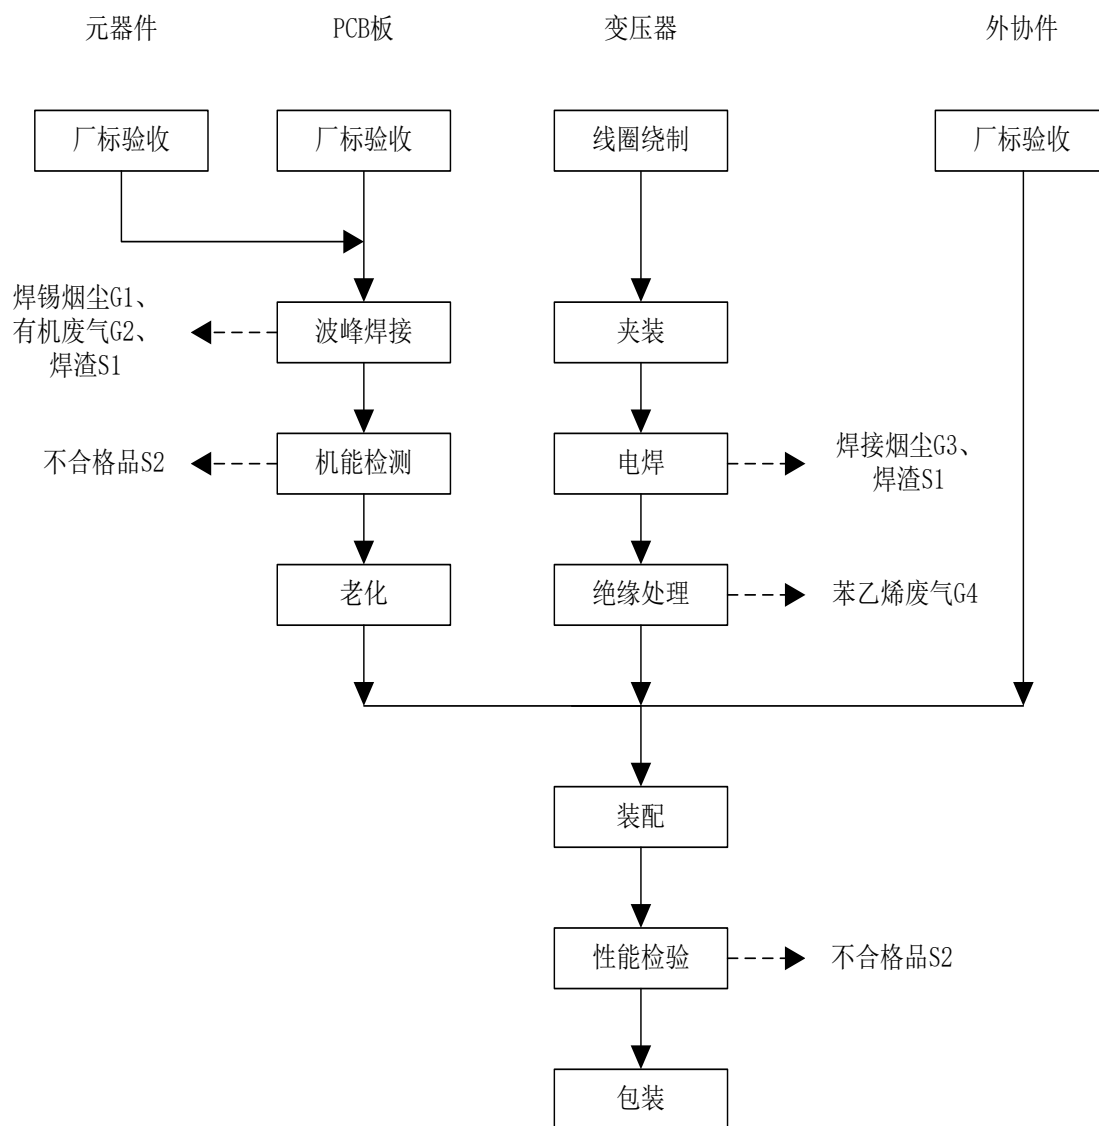 元器件
PCB板
变压器
外协件
厂标验收
厂标验收
线圈绕制
厂标验收
焊锡烟尘G1、
有机废气G2、
焊渣S1
波峰焊接
夹装
不合格品S2
机能检测
电焊
焊接烟尘G3、
焊渣S1
老化
绝缘处理
苯乙烯废气G4
装配
性能检验
不合格品S2
包装